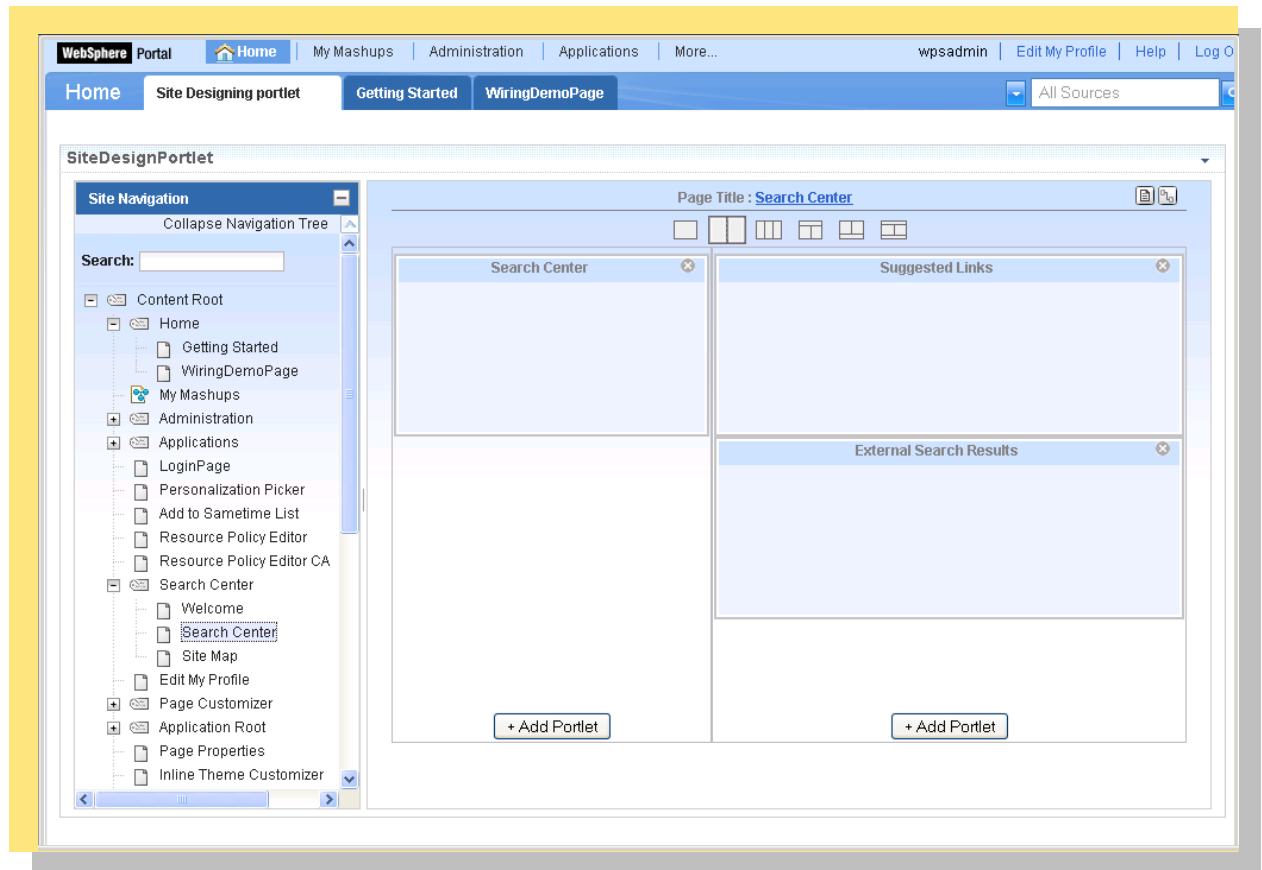 WebSphere Portal Home My Mashups Administration Applications More... wpsadmin Edit My Profile Help Log O
Home Site Designing portlet Getting Started WiringDemoPage All Sources
SiteDesignPortlet
Site Navigation
Collapse Navigation Tree
Search:
Content Root
Home
Getting Started
WiringDemoPage
My Mashups
Administration
Applications
LoginPage
Personalization Picker
Add to Sametime List
Resource Policy Editor
Resource Policy Editor CA
Search Center
Welcome
Search Center
Site Map
Edit My Profile
Page Customizer
Application Root
Page Properties
Inline Theme Customizer
Page Title : Search Center
Search Center
Suggested Links
External Search Results
+ Add Portlet
+ Add Portlet